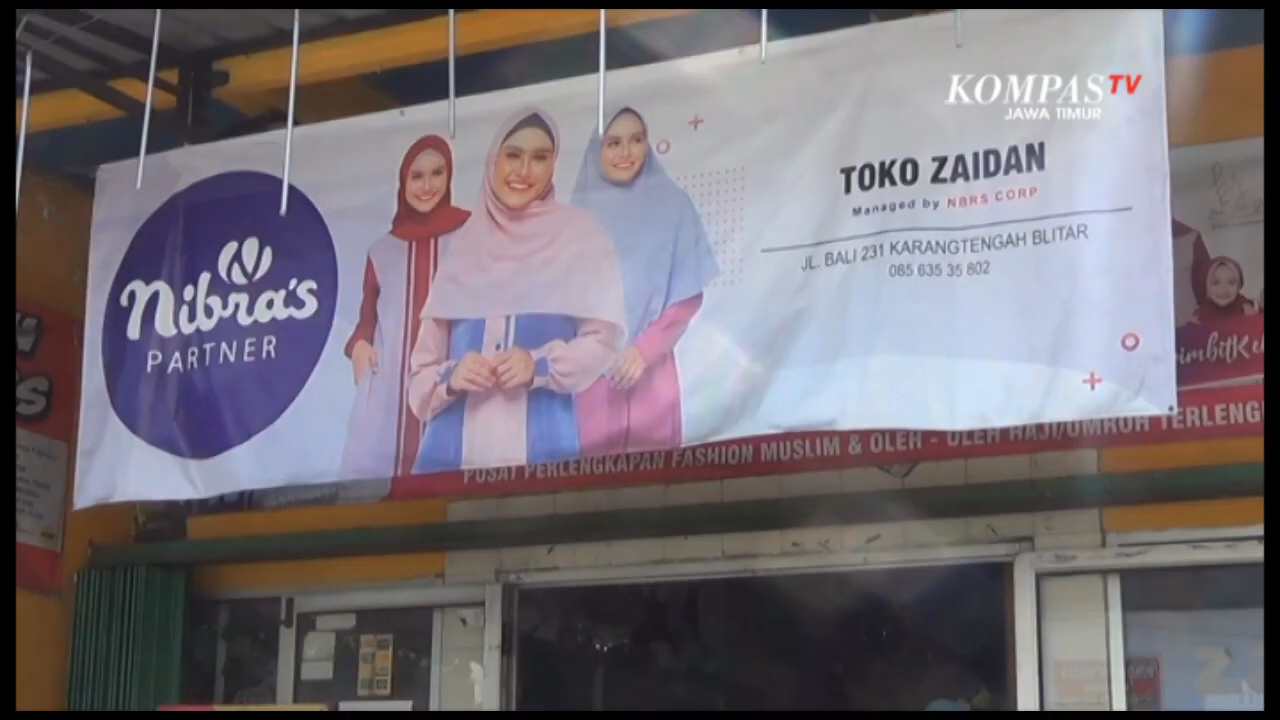 KOMPAS TV
JAWA TIMUR
TOKO ZAIDAN
Managed by NBRS CORP
JL. BALI 231 KARANGTENGAH BLITAR
085 635 35 802
Nibra's
PARTNER
PUSAT PERLENGKAPAN FASHION MUSLIM & OLEH - OLEH HAJI/UMROH TERLENG